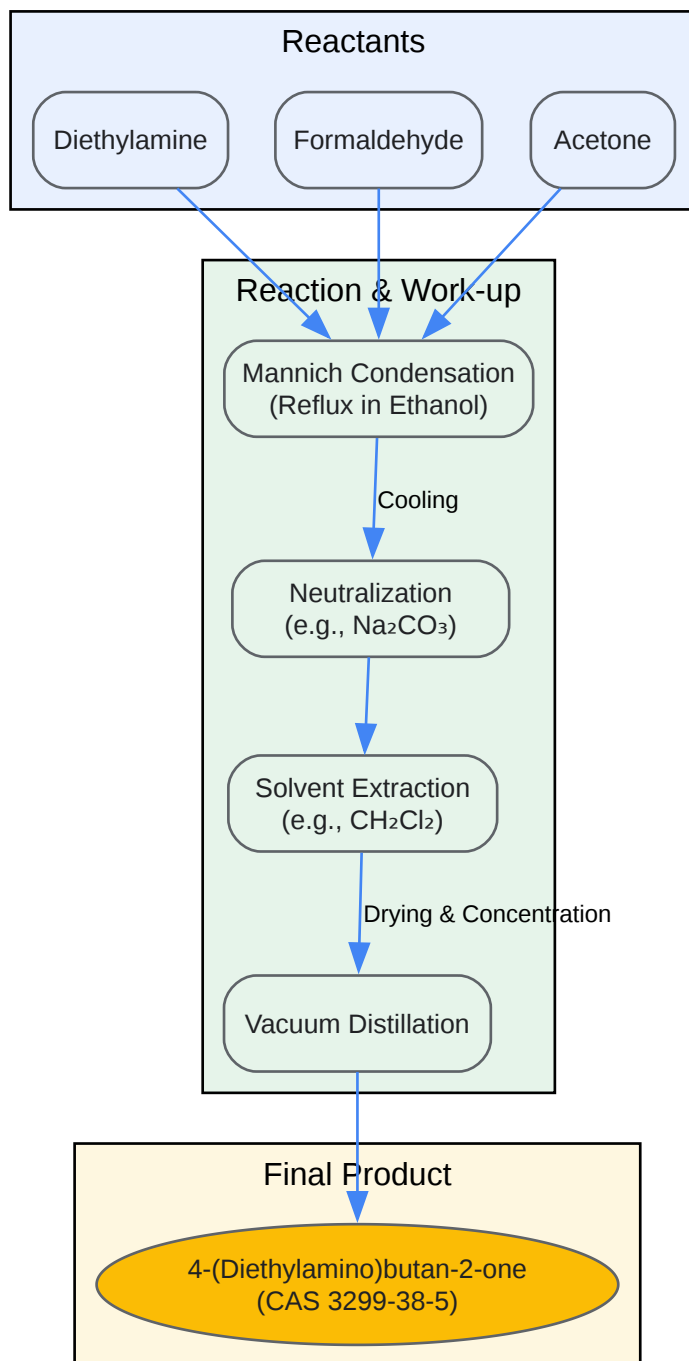 Reactants
Diethylamine
Formaldehyde
Acetone
Reaction & Work-up
Mannich Condensation
(Reflux in Ethanol)
Cooling
Neutralization
(e.g., Na₂CO₃)
Solvent Extraction
(e.g., CH₂Cl₂)
Drying & Concentration
Vacuum Distillation
Final Product
4-(Diethylamino)butan-2-one
(CAS 3299-38-5)